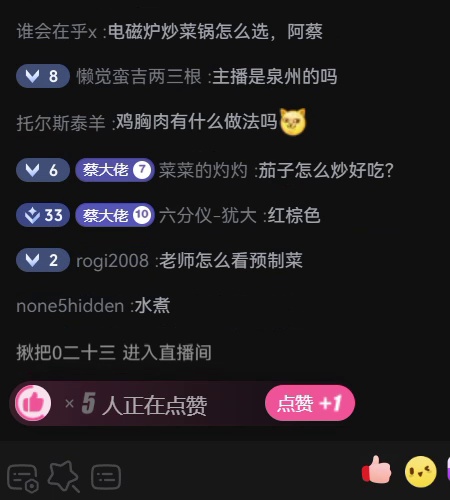 谁会在乎x :电磁炉炒菜锅怎么选，阿蔡
8 懒觉蛮吉两三根 :主播是泉州的吗
托尔斯泰羊 :鸡胸肉有什么做法吗
6 蔡大佬 7 菜菜的灼灼 :茄子怎么炒好吃？
33 蔡大佬 10 六分仪-犹大 :红棕色
2 rogi2008 :老师怎么看预制菜
none5hidden :水煮
揪把0二十三 进入直播间
× 5 人正在点赞 点赞 +1